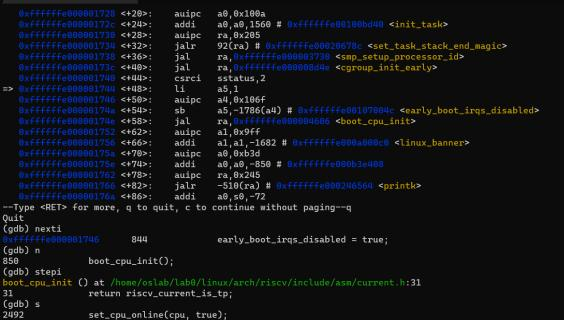 0xffffffe000001728 <+20>: auipc a0,0x100a
0xffffffe00000172c <+24>: addi a0,a0,1560 # 0xffffffe00100bd40 <init_task>
0xffffffe000001730 <+28>: auipc ra,0x205
0xffffffe000001734 <+32>: jalr 92(ra) # 0xffffffe00020678c <set_task_stack_end_magic>
0xffffffe000001738 <+36>: jal ra,0xffffffe000003730 <smp_setup_processor_id>
0xffffffe00000173c <+40>: jal ra,0xffffffe000008d4e <cgroup_init_early>
0xffffffe000001740 <+44>: csrci sstatus,2
=> 0xffffffe000001744 <+48>: li a5,1
0xffffffe000001746 <+50>: auipc a4,0x106f
0xffffffe00000174a <+54>: sb a5,-1786(a4) # 0xffffffe00107004c <early_boot_irqs_disabled>
0xffffffe00000174e <+58>: jal ra,0xffffffe000004606 <boot_cpu_init>
0xffffffe000001752 <+62>: auipc a1,0x9ff
0xffffffe000001756 <+66>: addi a1,a1,-1682 # 0xffffffe000a000c0 <linux_banner>
0xffffffe00000175a <+70>: auipc a0,0xb3d
0xffffffe00000175e <+74>: addi a0,a0,-850 # 0xffffffe000b3e408
0xffffffe000001762 <+78>: auipc ra,0x245
0xffffffe000001766 <+82>: jalr -510(ra) # 0xffffffe000246564 <printk>
0xffffffe00000176a <+86>: addi a0,s0,-72
--Type <RET> for more, q to quit, c to continue without paging--q
Quit
(gdb) nexti
0xffffffe000001746 844 early_boot_irqs_disabled = true;
(gdb) n
850 boot_cpu_init();
(gdb) stepi
boot_cpu_init () at /home/oslab/lab0/linux/arch/riscv/include/asm/current.h:31
31 return riscv_current_is_tp;
(gdb) s
2492 set_cpu_online(cpu, true);